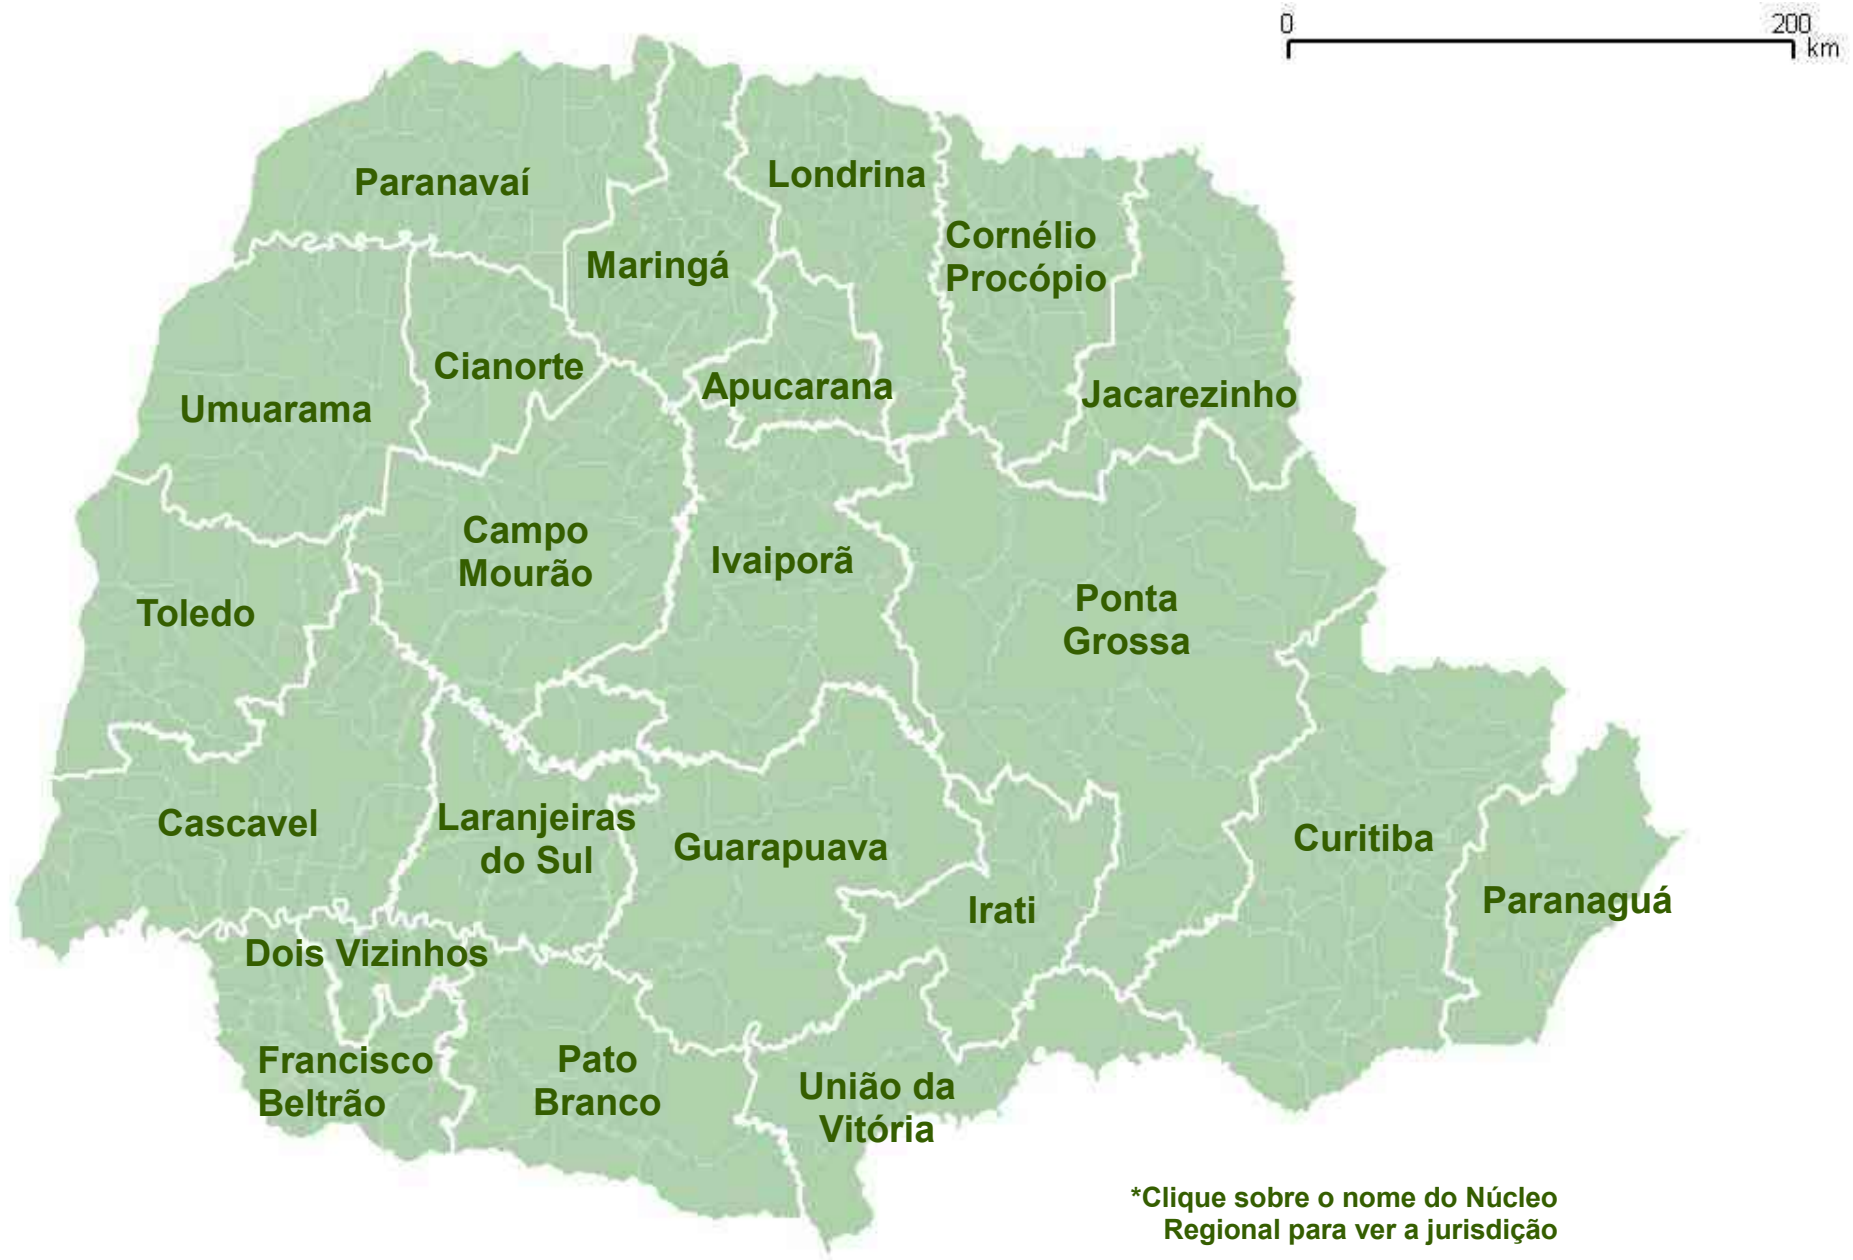 0 200
km
Paranavaí
Londrina
Maringá
Cornélio
Procópio
Cianorte
Umuarama
Apucarana
Jacarezinho
Campo
Mourão
Ivaiporã
Toledo
Ponta
Grossa
Cascavel
Laranjeiras
do Sul
Guarapuava
Curitiba
Irati
Paranaguá
Dois Vizinhos
Francisco
Beltrão
Pato
Branco
União da
Vitória
*Clique sobre o nome do Núcleo
Regional para ver a jurisdição